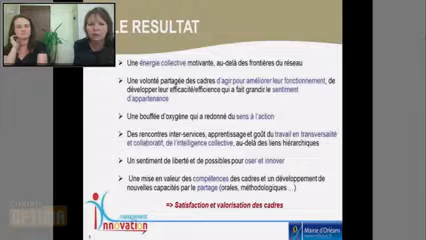 LE RESULTAT
Une énergie collective motivante, au-delà des frontières du réseau
Une volonté partagée des cadres d'agir pour améliorer leur fonctionnement, de
développer leur efficacité/efficience qui a fait grandir le sentiment
d'appartenance
Une bouffée d'oxygène qui a redonné du sens à l'action
Des rencontres inter-services, apprentissage et goût du travail en transversalité
et collaboratif, de l'intelligence collective, au-delà des liens hiérarchiques
Un sentiment de liberté et de possibles pour oser et innover
Une mise en valeur des compétences des cadres et un développement de
nouvelles capacités par le partage (orales, méthodologiques …)
=> Satisfaction et valorisation des cadres
management
innovation
Mairie d'Orléans